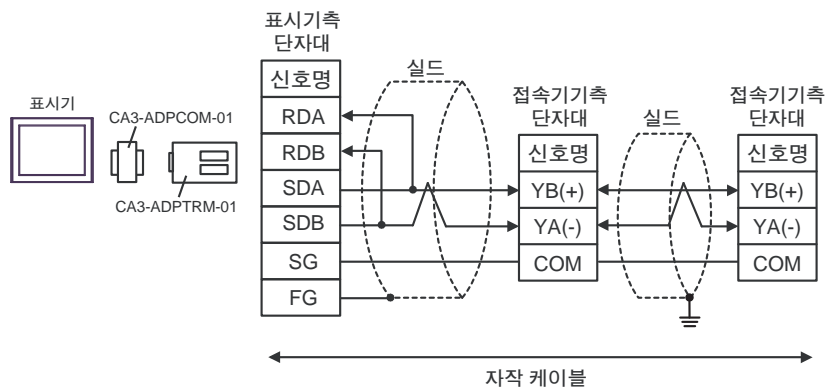 표시기
CA3-ADPCOM-01
CA3-ADPTRM-01
표시기측
단자대
신호명
RDA
RDB
SDA
SDB
SG
FG
실드
접속기기측
단자대
신호명
YB(+)
YA(-)
COM
실드
접속기기측
단자대
신호명
YB(+)
YA(-)
COM
자작 케이블